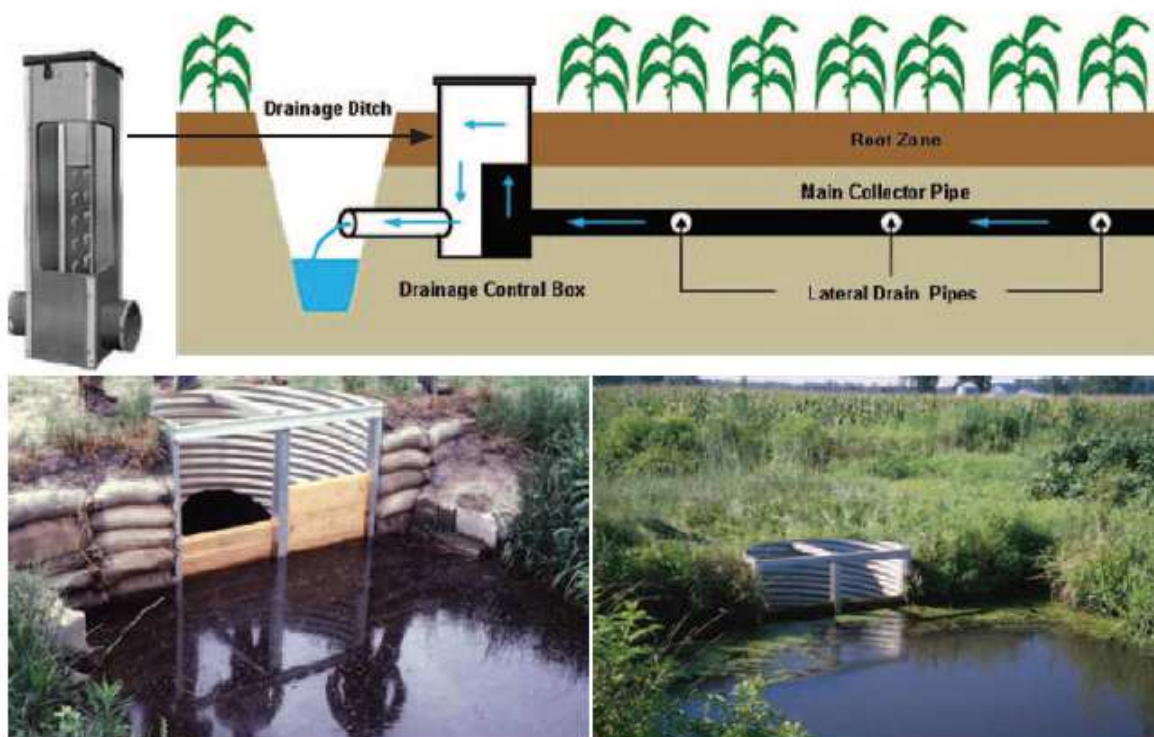 Drainage Ditch
Root Zone
Main Collector Pipe
Drainage Control Box
Lateral Drain Pipes